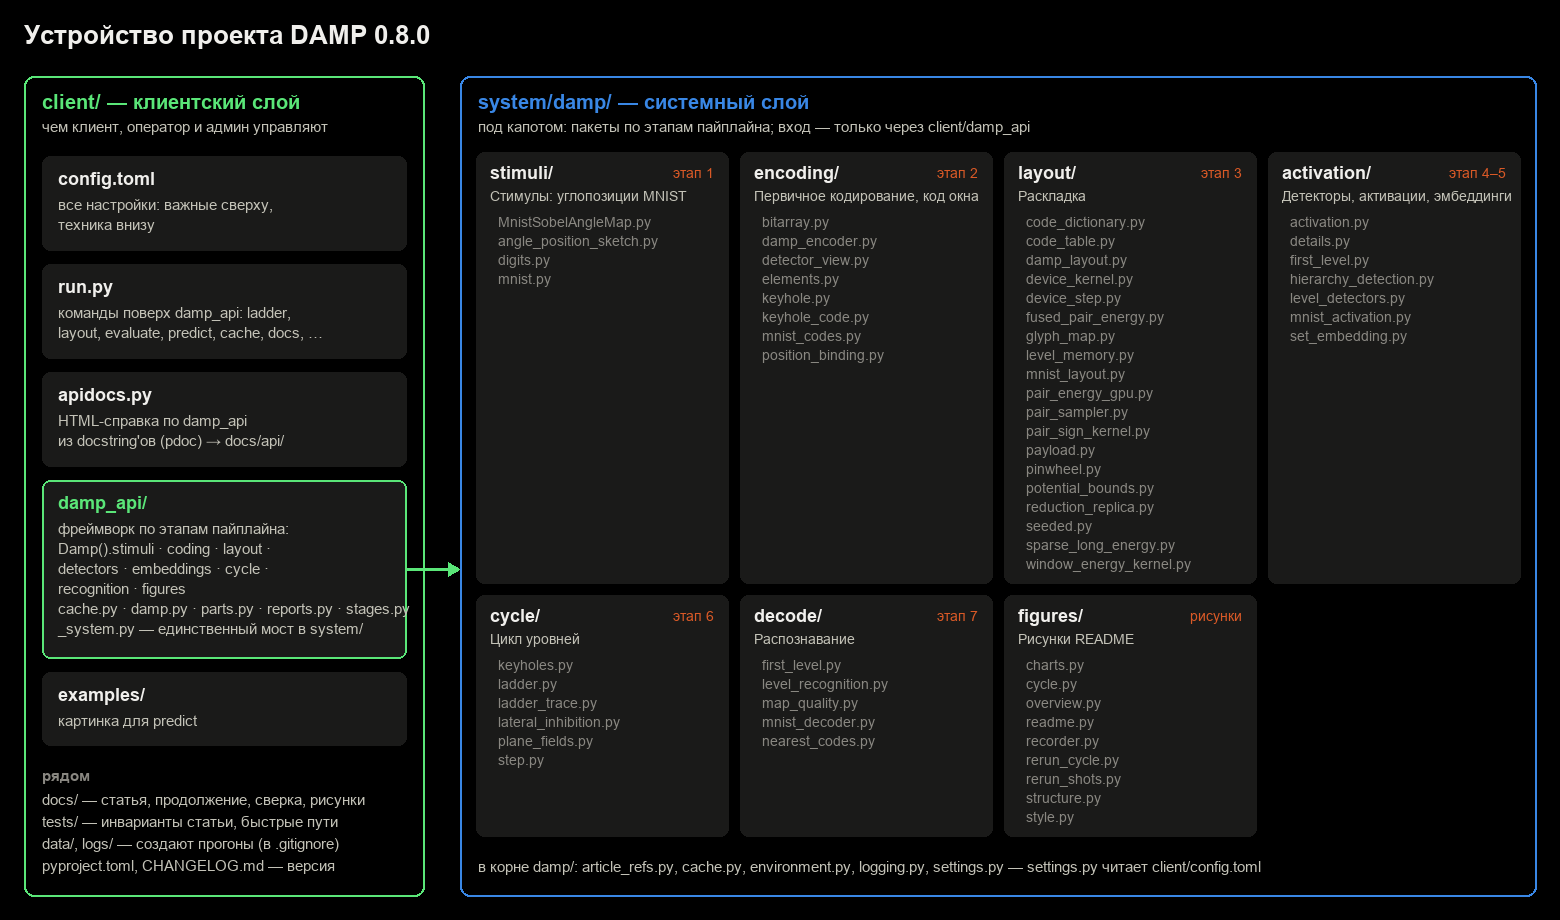 Устройство проекта DAMP 0.8.0
client/ — клиентский слой
чем клиент, оператор и админ управляют
config.toml
все настройки: важные сверху,
техника внизу
run.py
команды поверх damp_api: ladder,
layout, evaluate, predict, cache, docs, …
apidocs.py
HTML-справка по damp_api
из docstring'ов (pdoc) → docs/api/
damp_api/
фреймворк по этапам пайплайна:
Damp().stimuli · coding · layout ·
detectors · embeddings · cycle ·
recognition · figures
cache.py · damp.py · parts.py · reports.py · stages.py
_system.py — единственный мост в system/
examples/
картинка для predict
рядом
docs/ — статья, продолжение, сверка, рисунки
tests/ — инварианты статьи, быстрые пути
data/, logs/ — создают прогоны (в .gitignore)
pyproject.toml, CHANGELOG.md — версия
system/damp/ — системный слой
под капотом: пакеты по этапам пайплайна; вход — только через client/damp_api
stimuli/ этап 1
Стимулы: углопозиции MNIST
MnistSobelAngleMap.py
angle_position_sketch.py
digits.py
mnist.py
encoding/ этап 2
Первичное кодирование, код окна
bitarray.py
damp_encoder.py
detector_view.py
elements.py
keyhole.py
keyhole_code.py
mnist_codes.py
position_binding.py
layout/ этап 3
Раскладка
code_dictionary.py
code_table.py
damp_layout.py
device_kernel.py
device_step.py
fused_pair_energy.py
glyph_map.py
level_memory.py
mnist_layout.py
pair_energy_gpu.py
pair_sampler.py
pair_sign_kernel.py
payload.py
pinwheel.py
potential_bounds.py
reduction_replica.py
seeded.py
sparse_long_energy.py
window_energy_kernel.py
activation/ этап 4–5
Детекторы, активации, эмбеддинги
activation.py
details.py
first_level.py
hierarchy_detection.py
level_detectors.py
mnist_activation.py
set_embedding.py
cycle/ этап 6
Цикл уровней
keyholes.py
ladder.py
ladder_trace.py
lateral_inhibition.py
plane_fields.py
step.py
decode/ этап 7
Распознавание
first_level.py
level_recognition.py
map_quality.py
mnist_decoder.py
nearest_codes.py
figures/ рисунки
Рисунки README
charts.py
cycle.py
overview.py
readme.py
recorder.py
rerun_cycle.py
rerun_shots.py
structure.py
style.py
в корне damp/: article_refs.py, cache.py, environment.py, logging.py, settings.py — settings.py читает client/config.toml